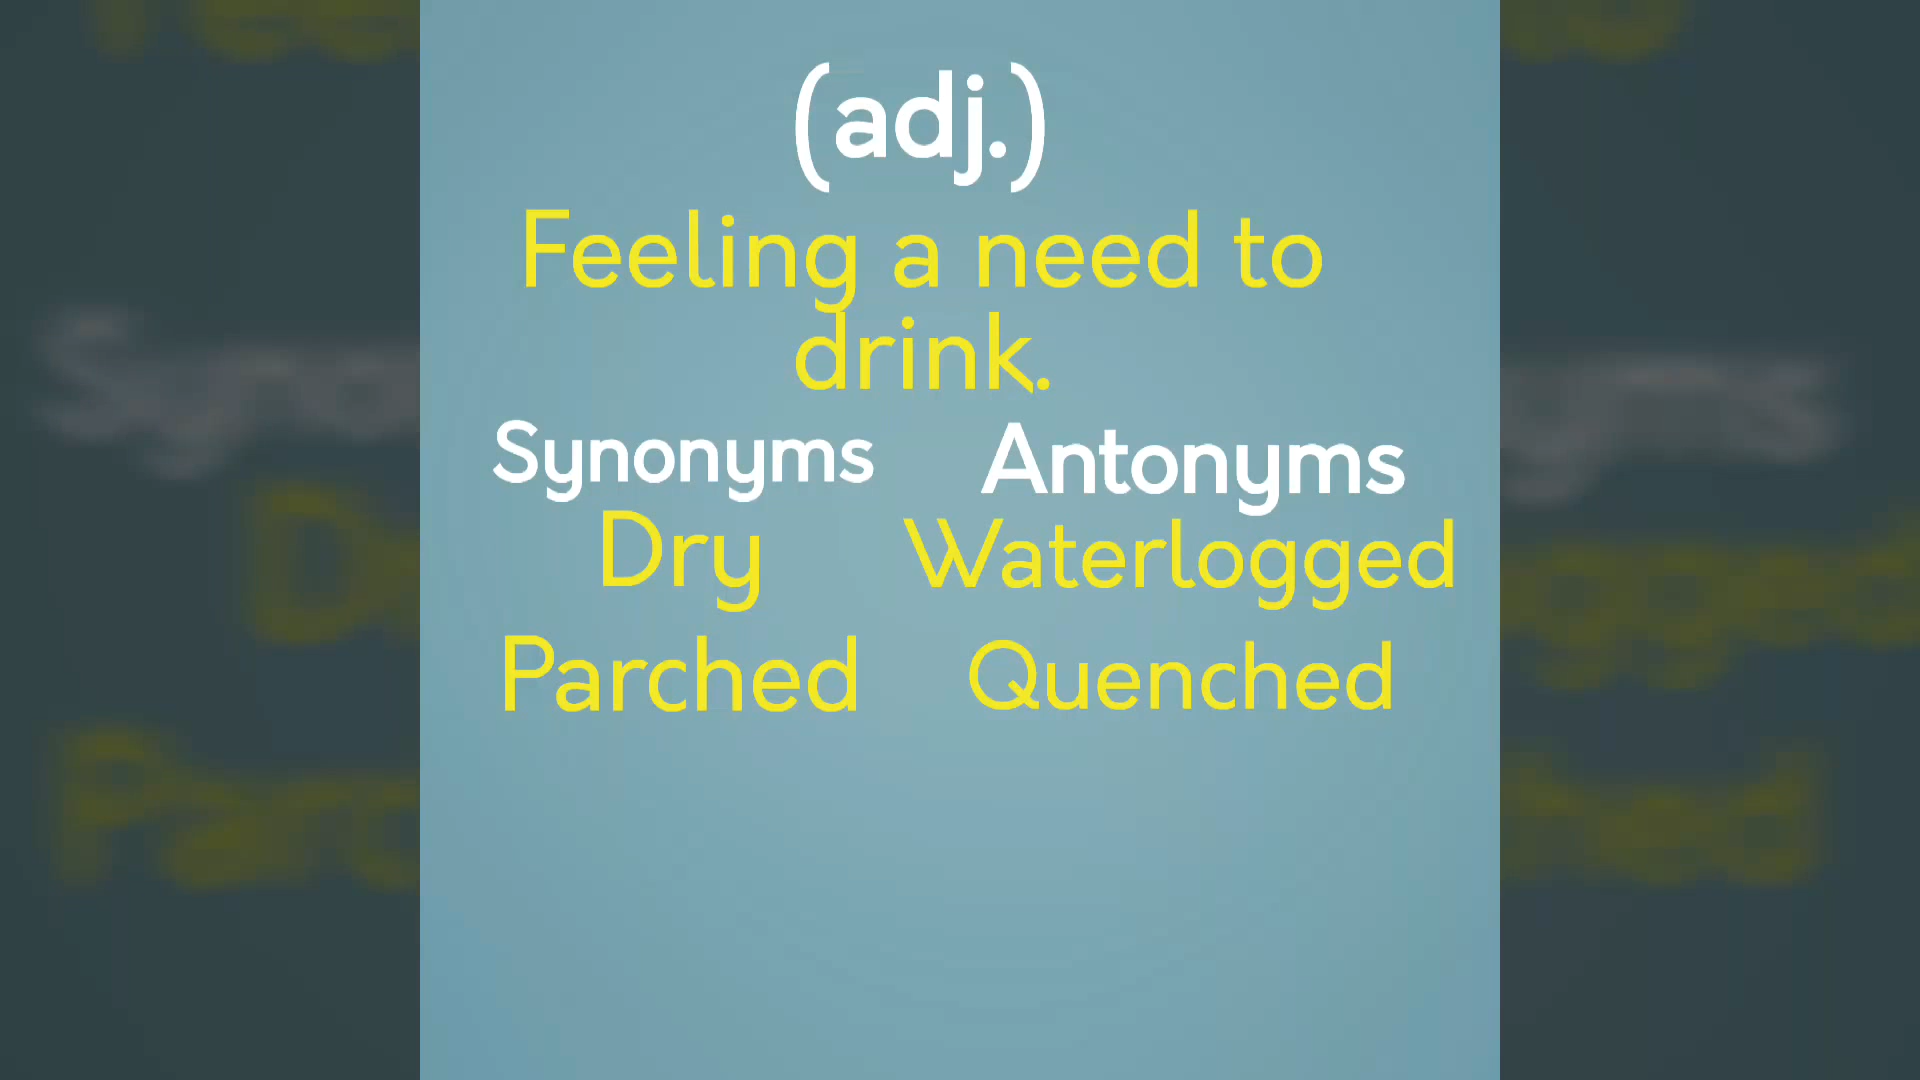 (adj.)
Feeling a need to
drink.
Synonyms Antonyms
Dry Waterlogged
Parched Quenched